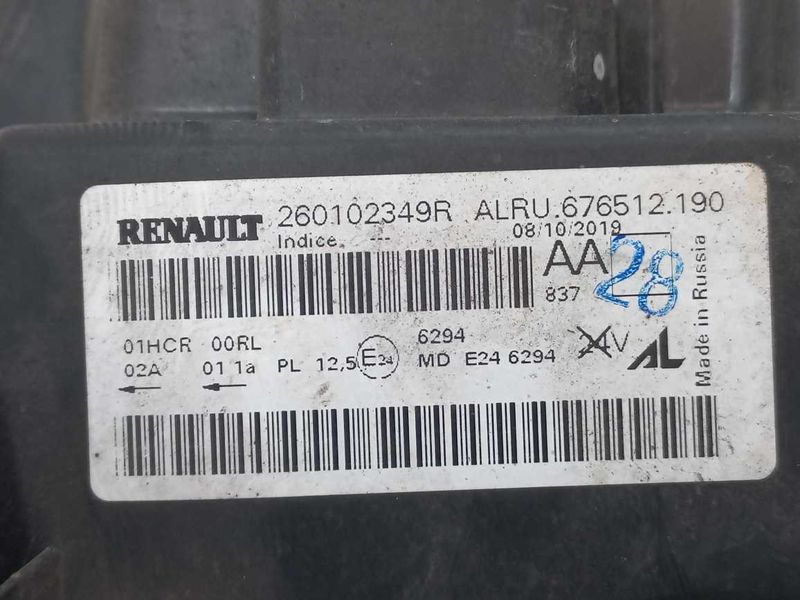 RENAULT 260102349R ALRU.676512.190
Indice. --- 08/10/2019
AA 28
837
01HCR 00RL 6294 24V
02A 01 1a PL 12,5 E24 MD E24 6294 AL
Made in Russia